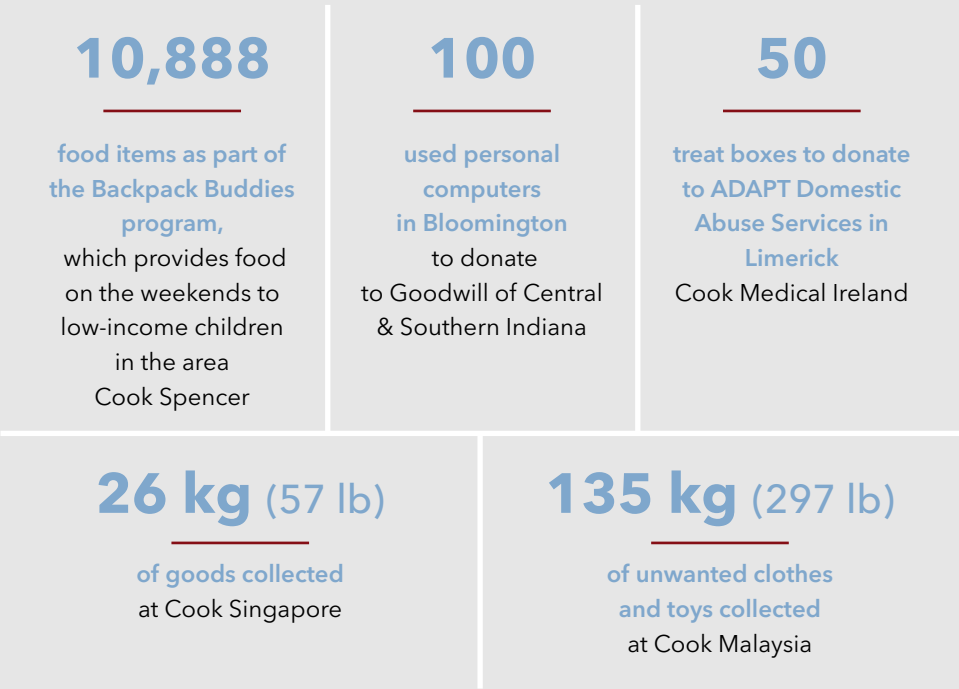 10,888
food items as part of
the Backpack Buddies
program,
which provides food
on the weekends to
low-income children
in the area
Cook Spencer
100
used personal
computers
in Bloomington
to donate
to Goodwill of Central
& Southern Indiana
50
treat boxes to donate
to ADAPT Domestic
Abuse Services in
Limerick
Cook Medical Ireland
26 kg (57 lb)
of goods collected
at Cook Singapore
135 kg (297 lb)
of unwanted clothes
and toys collected
at Cook Malaysia